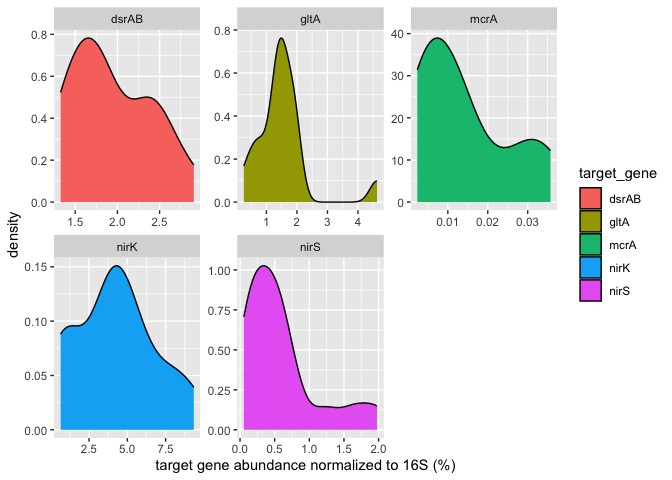 dsrAB
gltA
mcrA
0.8
0.6
0.4
0.2
0.0
1.5 2.0 2.5
0.8
0.6
0.4
0.2
0.0
1 2 3 4
40
30
20
10
0
0.01 0.02 0.03
density
nirK
nirS
0.15
0.10
0.05
0.00
2.5 5.0 7.5
1.00
0.75
0.50
0.25
0.00
0.0 0.5 1.0 1.5 2.0
target gene abundance normalized to 16S (%)
target_gene
dsrAB
gltA
mcrA
nirK
nirS